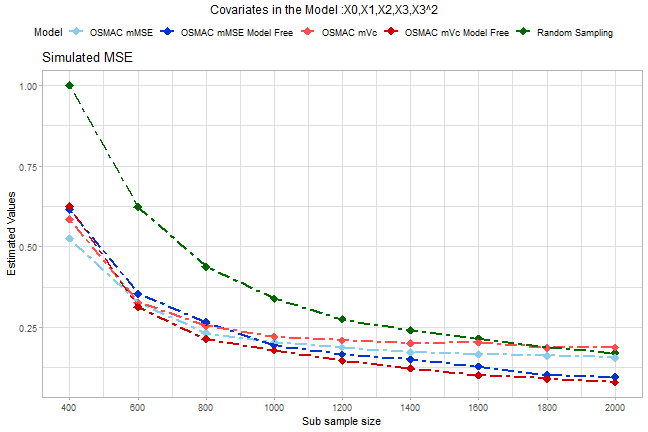 Covariates in the Model :X0,X1,X2,X3,X3^2
Model OSMAC mMSE OSMAC mMSE Model Free OSMAC mVc OSMAC mVc Model Free Random Sampling
Simulated MSE
Estimated Values
1.00
0.75
0.50
0.25
400 600 800 1000 1200 1400 1600 1800 2000
Sub sample size